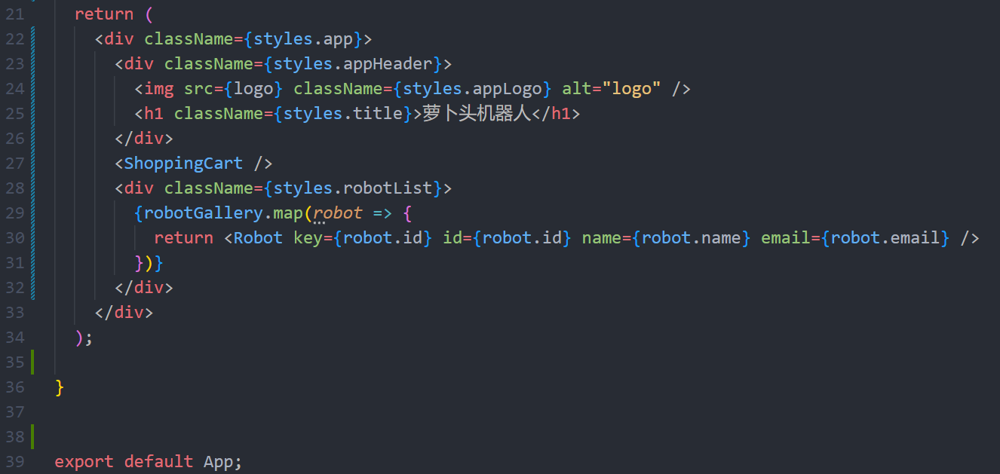 21 return (
22 <div className={styles.app}>
23 <div className={styles.appHeader}>
24 <img src={logo} className={styles.appLogo} alt="logo" />
25 <h1 className={styles.title}>萝卜头机器人</h1>
26 </div>
27 <ShoppingCart />
28 <div className={styles.robotList}>
29 {robotGallery.map(robot => {
30 return <Robot key={robot.id} id={robot.id} name={robot.name} email={robot.email} />
31 })}
32 </div>
33 </div>
34 );
35
36 }
37
38
39 export default App;